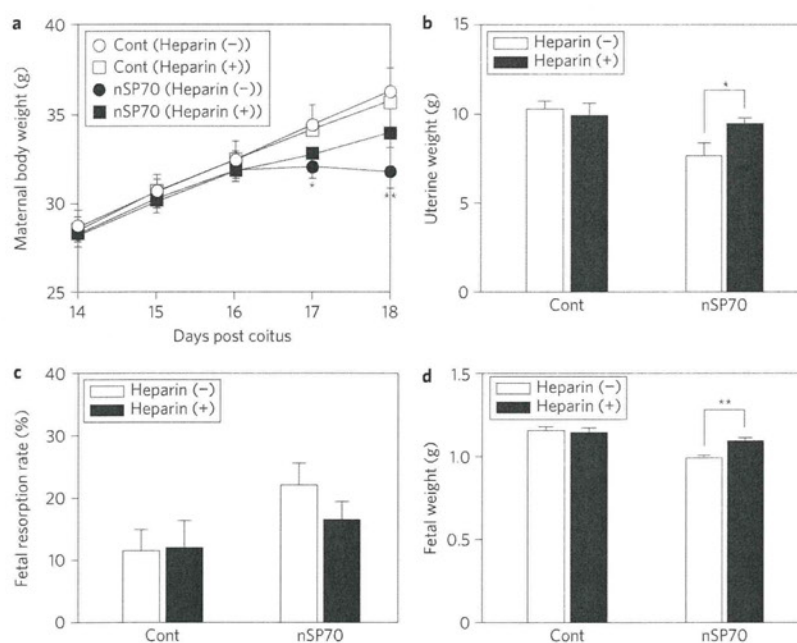 a
40
35
30
25
Maternal body weight (g)
Cont (Heparin (−))
Cont (Heparin (+))
nSP70 (Heparin (−))
nSP70 (Heparin (+))
*
**
14 15 16 17 18
Days post coitus
b
15
10
5
0
Uterine weight (g)
Heparin (−)
Heparin (+)
*
Cont nSP70
c
40
30
20
10
0
Fetal resorption rate (%)
Heparin (−)
Heparin (+)
Cont nSP70
d
1.5
1.0
0.5
0
Fetal weight (g)
Heparin (−)
Heparin (+)
**
Cont nSP70